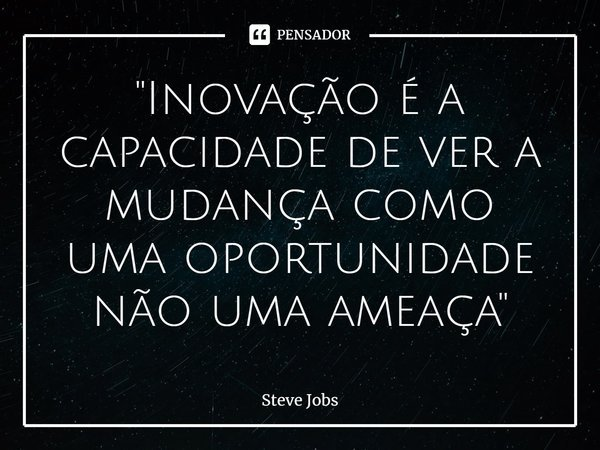 PENSADOR
"Inovação é a
capacidade de ver a
mudança como
uma oportunidade
não uma ameaça"
Steve Jobs